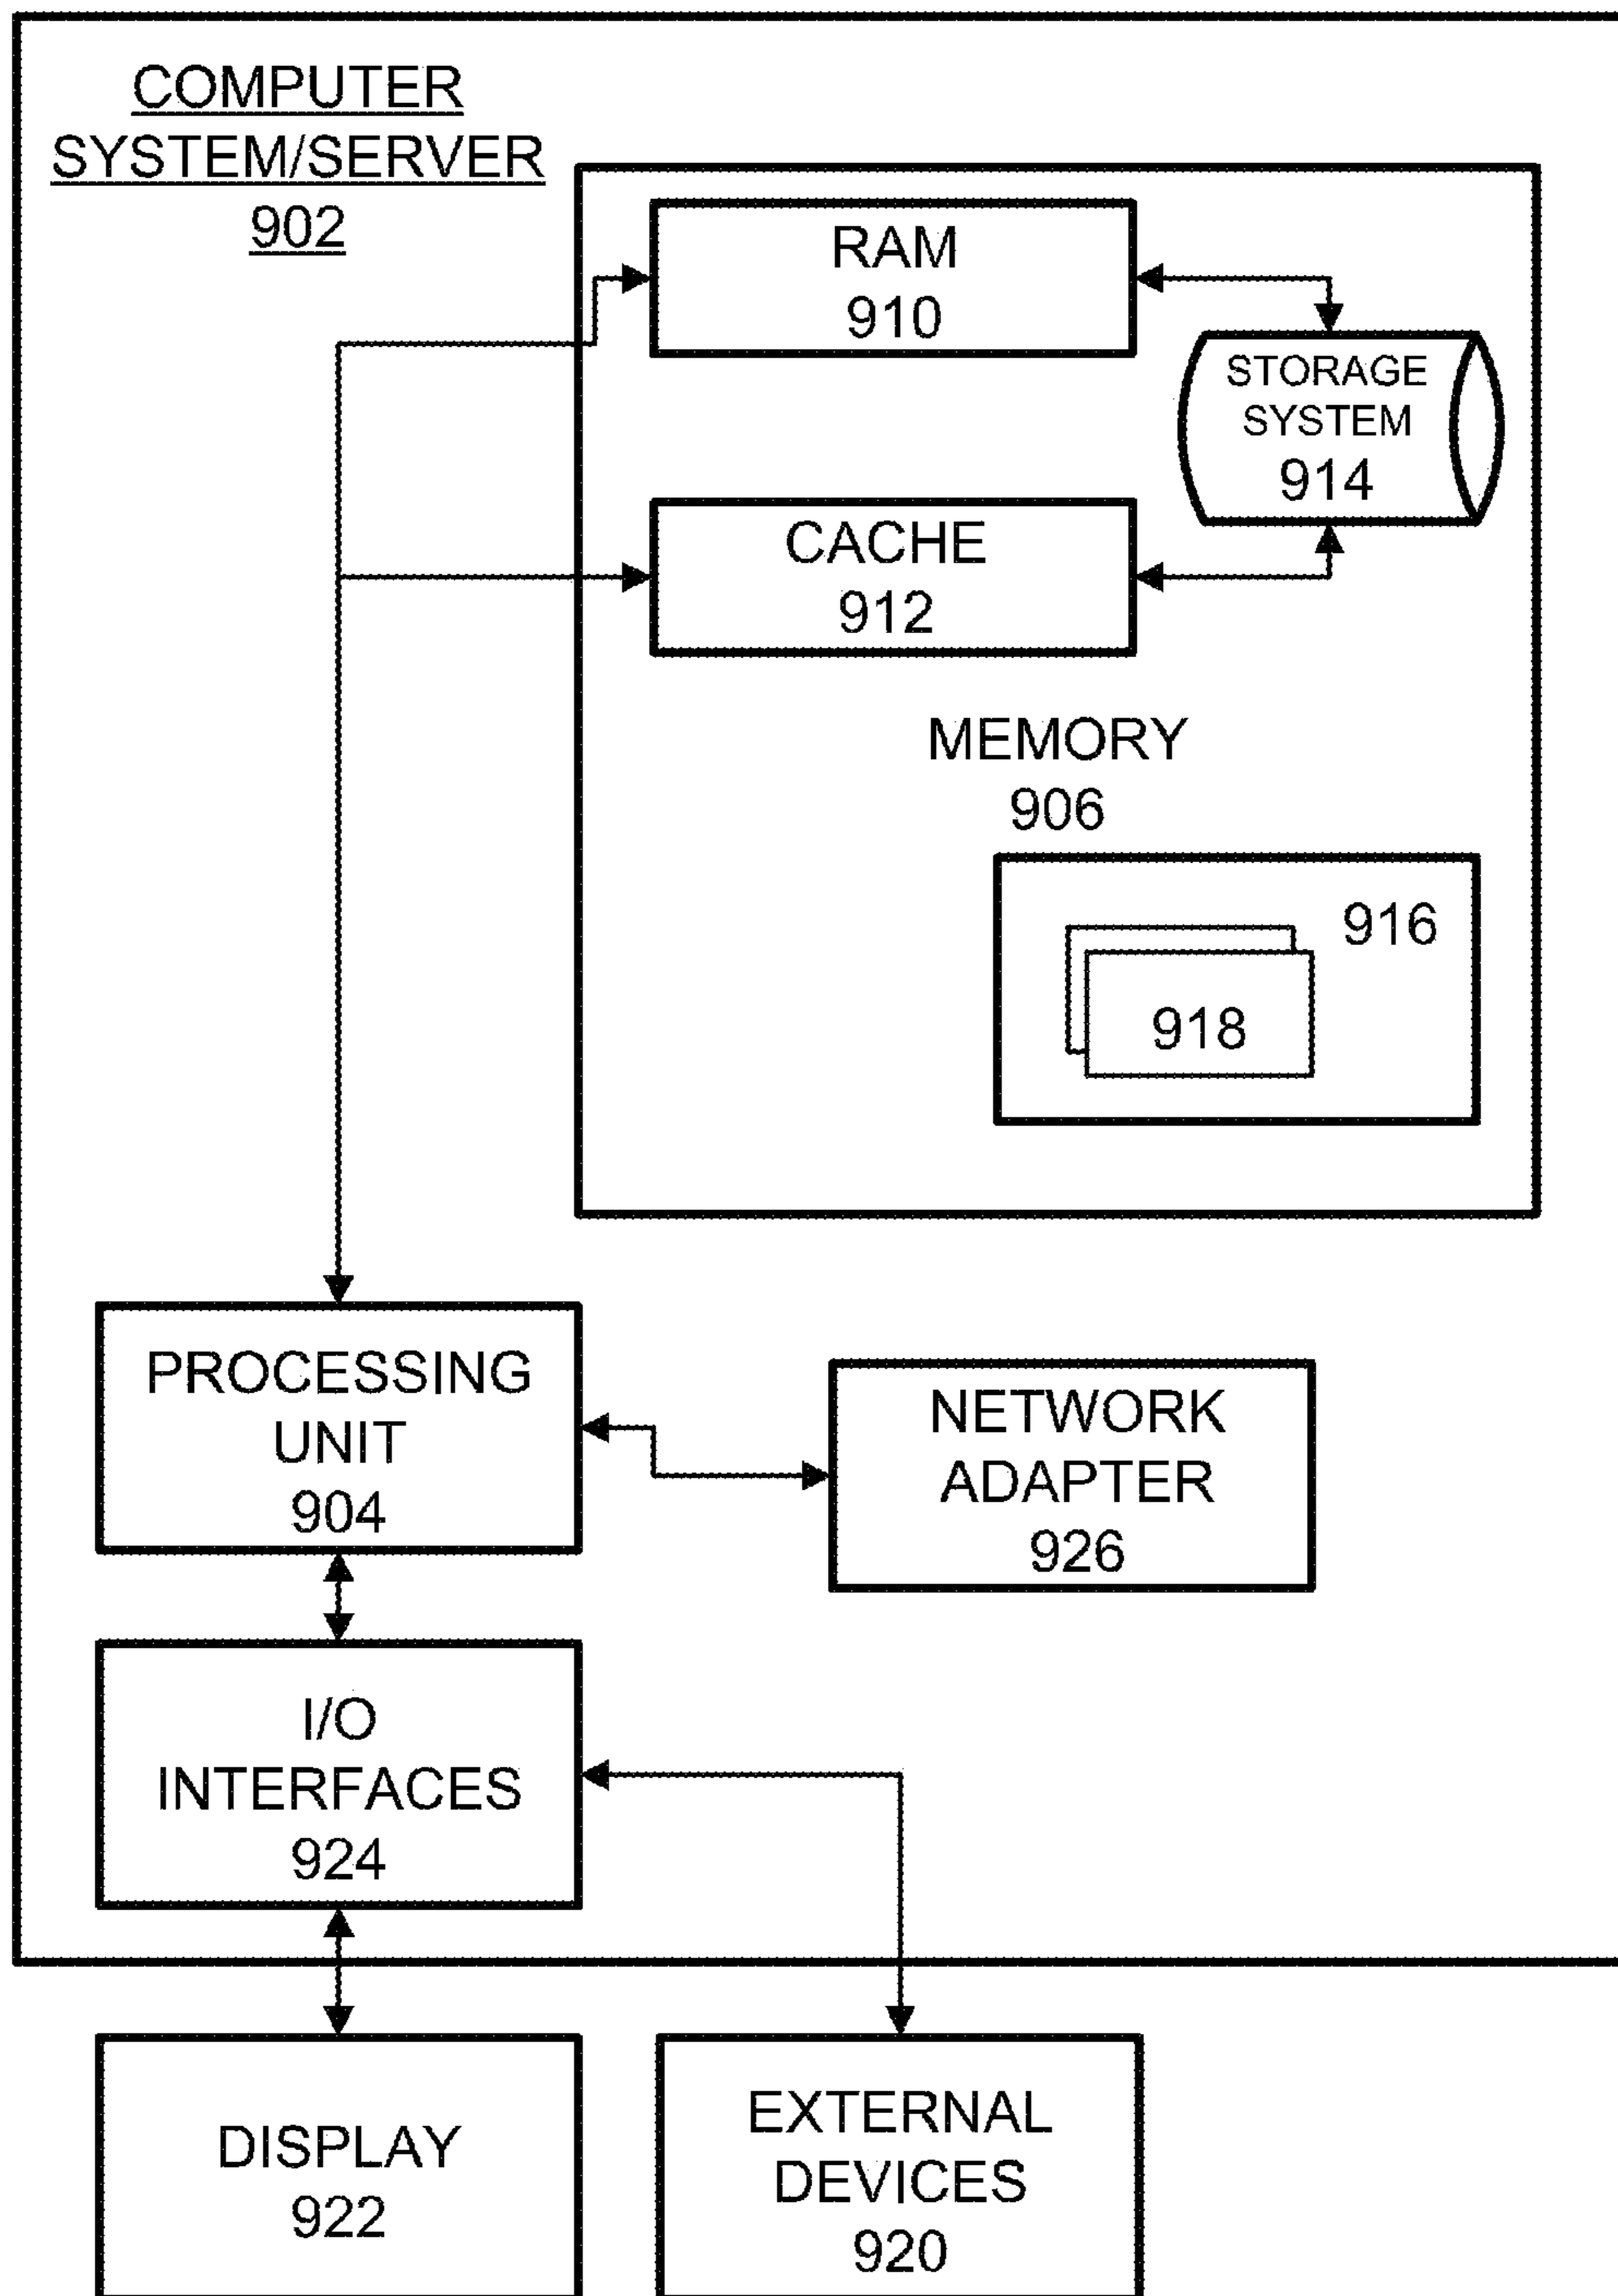 COMPUTER
SYSTEM/SERVER
902
RAM
910
STORAGE
SYSTEM
914
CACHE
912
MEMORY
906
916
918
PROCESSING
UNIT
904
NETWORK
ADAPTER
926
I/O
INTERFACES
924
DISPLAY
922
EXTERNAL
DEVICES
920